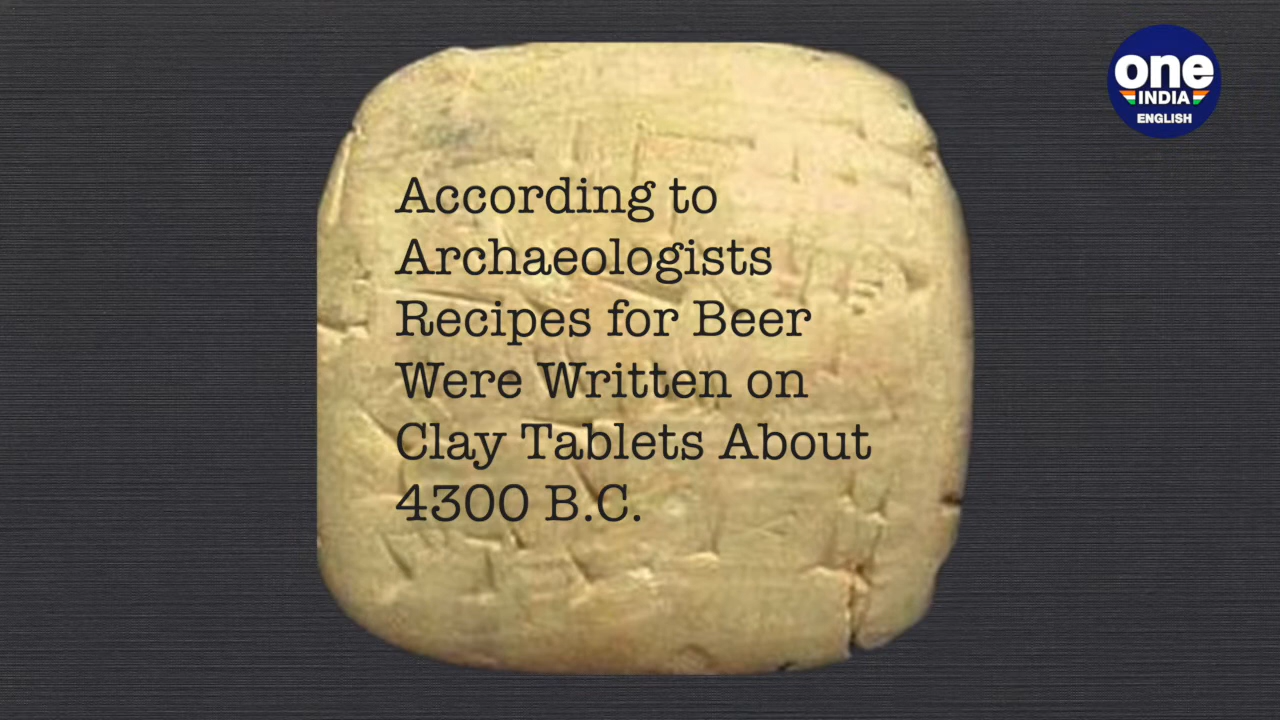 one
INDIA
ENGLISH
According to
Archaeologists
Recipes for Beer
Were Written on
Clay Tablets About
4300 B.C.